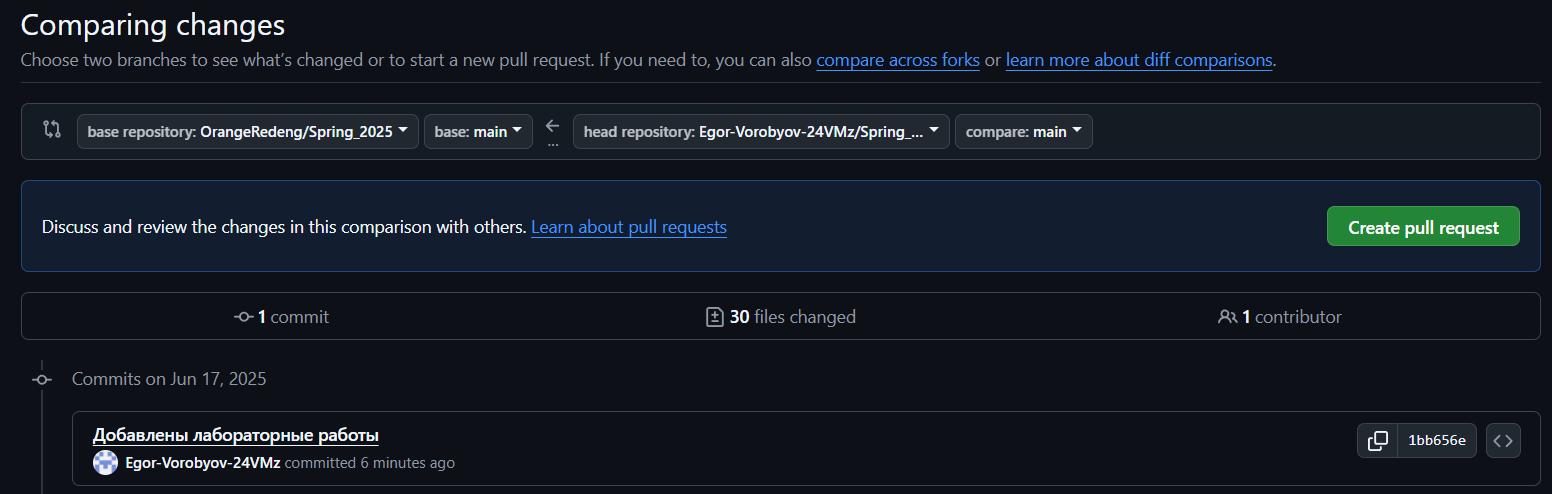 Comparing changes
Choose two branches to see what’s changed or to start a new pull request. If you need to, you can also compare across forks or learn more about diff comparisons.
base repository: OrangeRedeng/Spring_2025 base: main ... head repository: Egor-Vorobyov-24VMz/Spring_... compare: main
Discuss and review the changes in this comparison with others. Learn about pull requests Create pull request
1 commit 30 files changed 1 contributor
Commits on Jun 17, 2025
Добавлены лабораторные работы
1bb656e
Egor-Vorobyov-24VMz committed 6 minutes ago